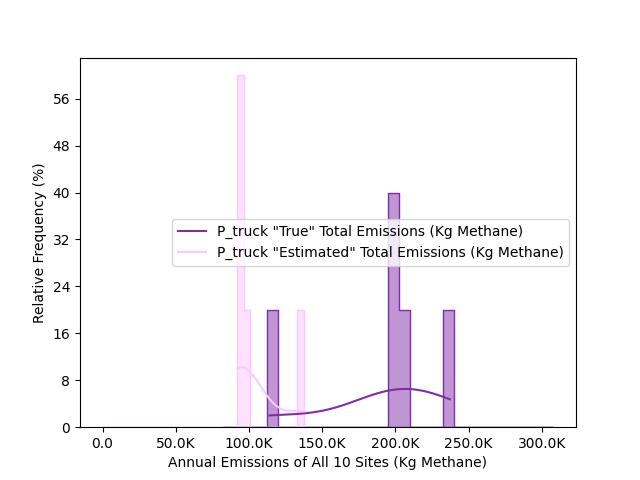 56
48
40
32
24
16
8
0
Relative Frequency (%)
P_truck "True" Total Emissions (Kg Methane)
P_truck "Estimated" Total Emissions (Kg Methane)
0.0 50.0K 100.0K 150.0K 200.0K 250.0K 300.0K
Annual Emissions of All 10 Sites (Kg Methane)